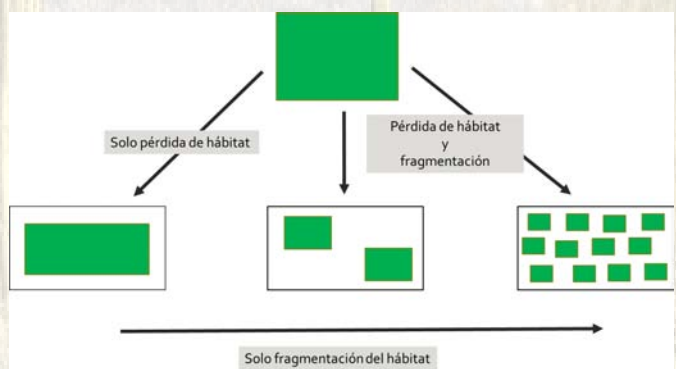 Solo pérdida de hábitat
Pérdida de hábitat
y
fragmentación
Solo fragmentación del hábitat